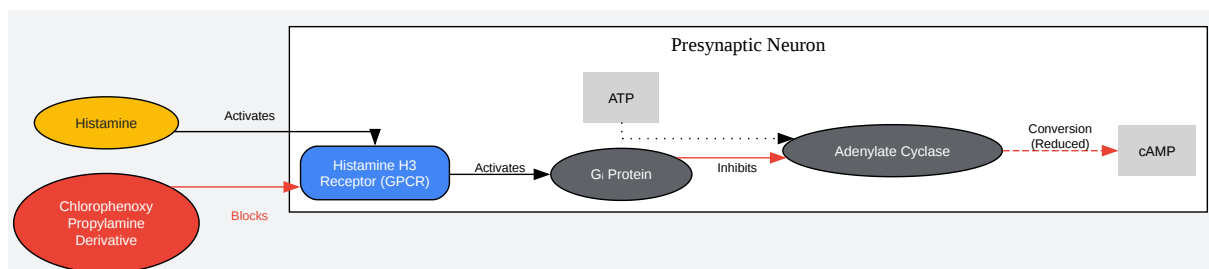 Presynaptic Neuron
ATP
Histamine
Activates
Conversion
(Reduced)
Histamine H3
Receptor (GPCR)
Activates
Gᵢ Protein
Inhibits
Adenylate Cyclase
cAMP
Chlorophenoxy
Propylamine
Derivative
Blocks